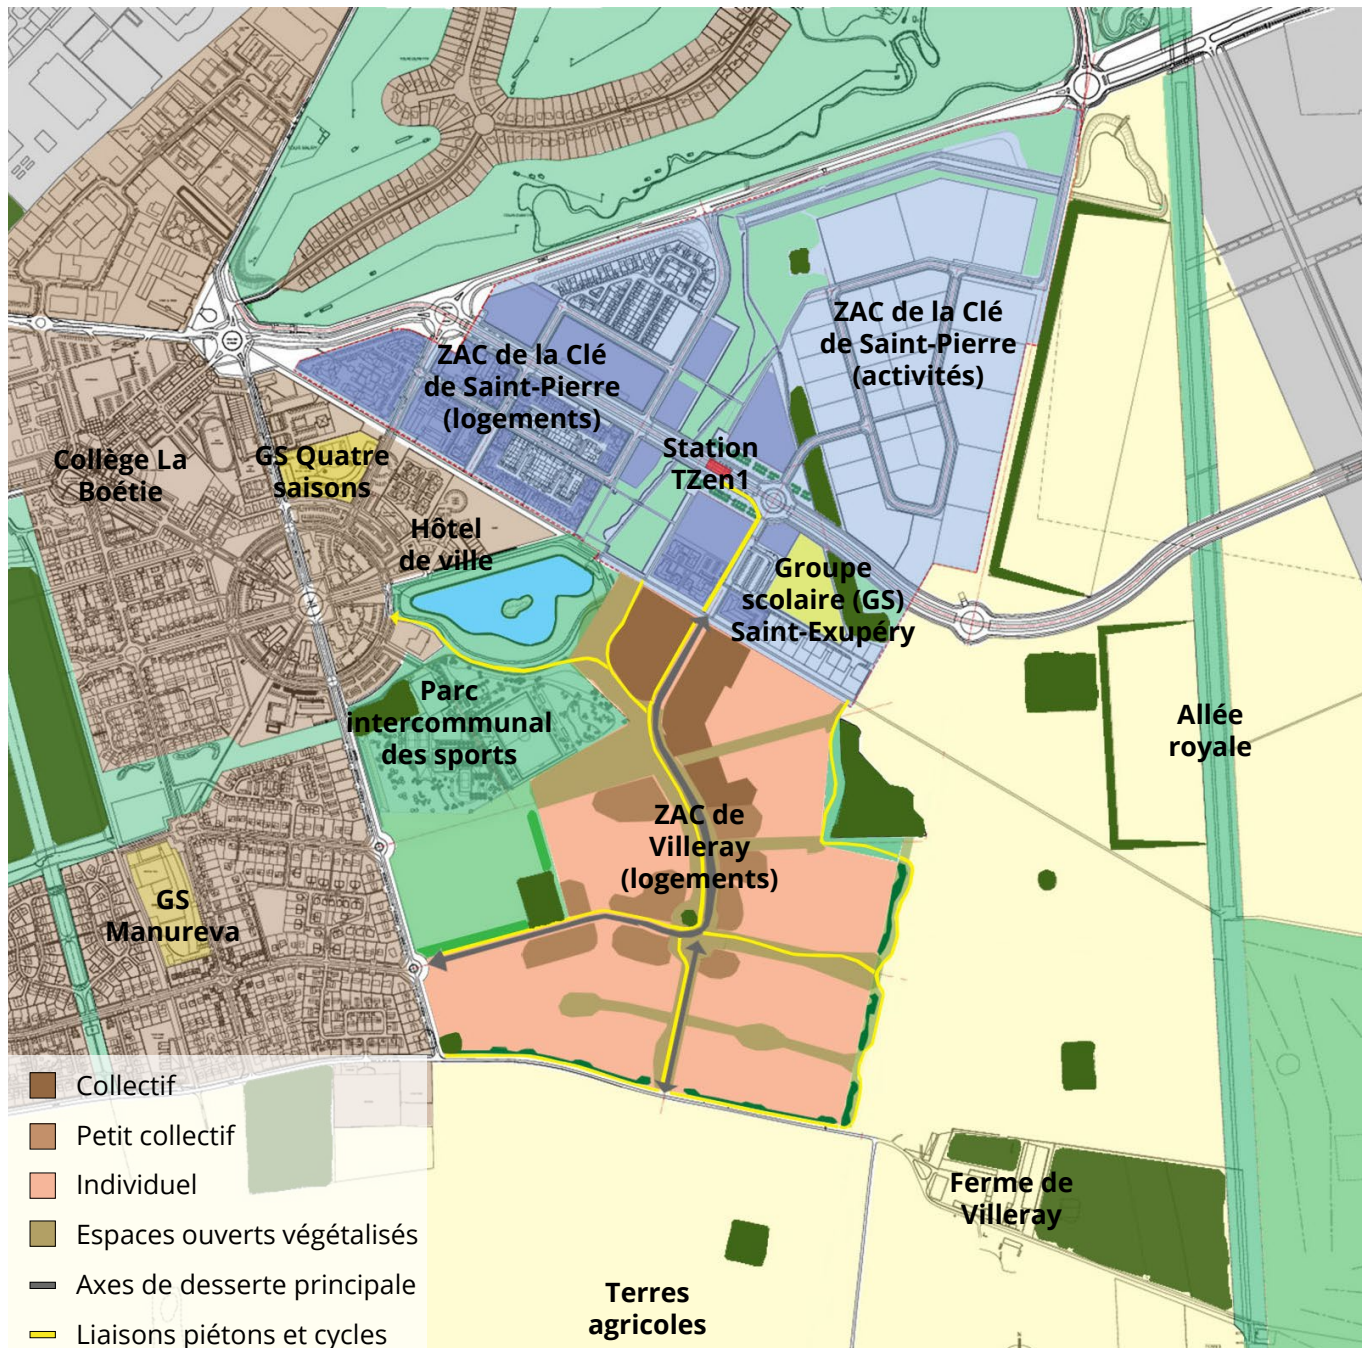 ZAC de la Clé
de Saint-Pierre
(activités)
ZAC de la Clé
de Saint-Pierre
(logements)
Station
TZen1
Collège La
Boétie
GS Quatre
saisons
Hôtel
de ville
Groupe
scolaire (GS)
Saint-Exupéry
Parc
intercommunal
des sports
Allée
royale
ZAC de
Villeray
(logements)
GS
Manureva
Ferme de
Villeray
Terres
agricoles
Collectif
Petit collectif
Individuel
Espaces ouverts végétalisés
Axes de desserte principale
Liaisons piétons et cycles